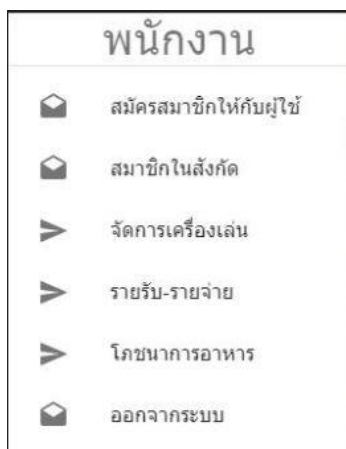 พนักงาน
สมัครสมาชิกให้กับผู้ใช้
สมาชิกในสังกัด
จัดการเครื่องเล่น
รายรับ-รายจ่าย
โภชนาการอาหาร
ออกจากระบบ